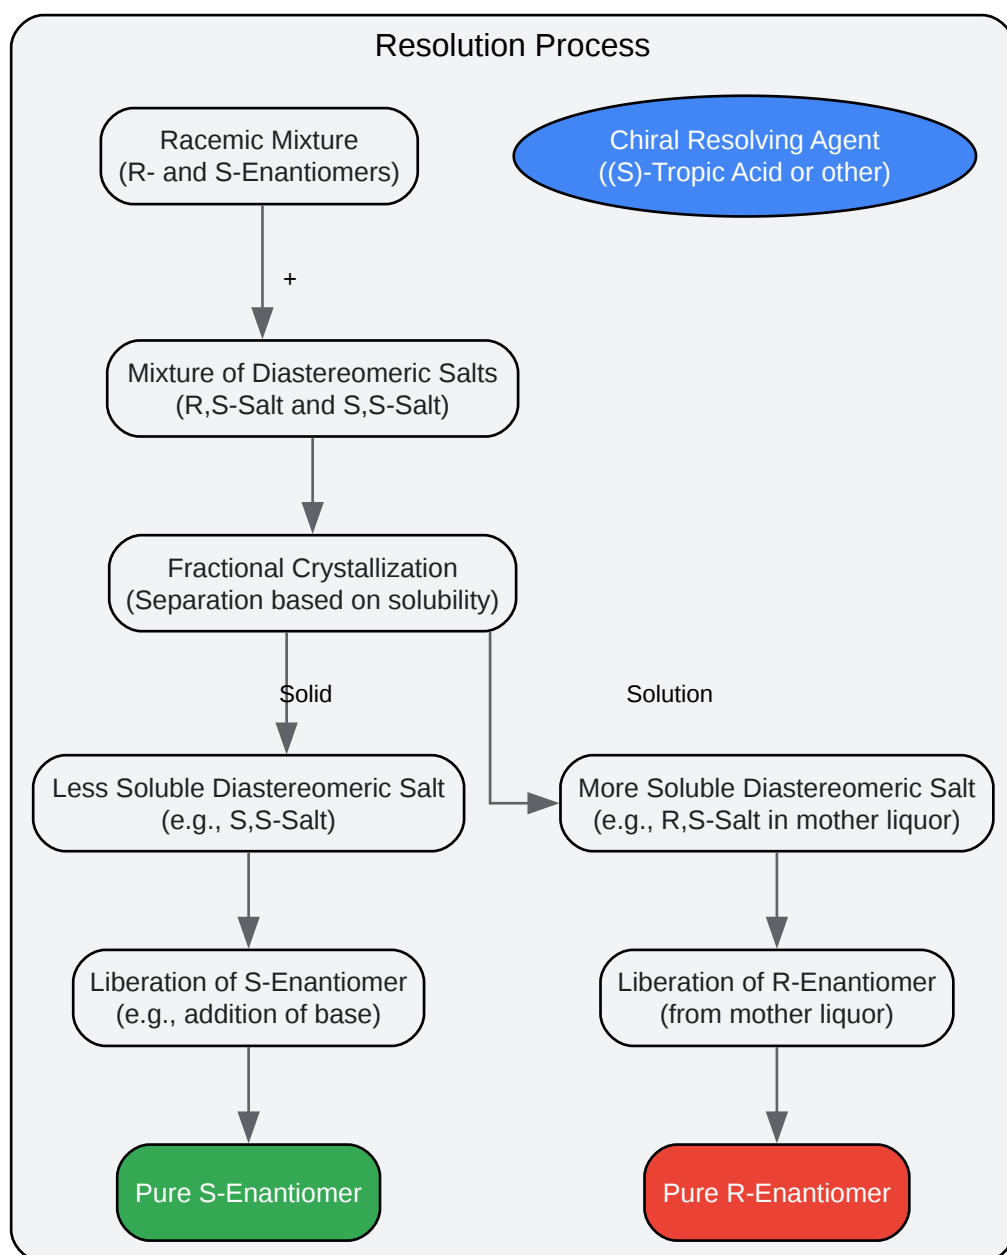 Resolution Process
Racemic Mixture
(R- and S-Enantiomers)
Chiral Resolving Agent
((S)-Tropic Acid or other)
+
Mixture of Diastereomeric Salts
(R,S-Salt and S,S-Salt)
Fractional Crystallization
(Separation based on solubility)
Solid
Solution
Less Soluble Diastereomeric Salt
(e.g., S,S-Salt)
More Soluble Diastereomeric Salt
(e.g., R,S-Salt in mother liquor)
Liberation of S-Enantiomer
(e.g., addition of base)
Liberation of R-Enantiomer
(from mother liquor)
Pure S-Enantiomer
Pure R-Enantiomer